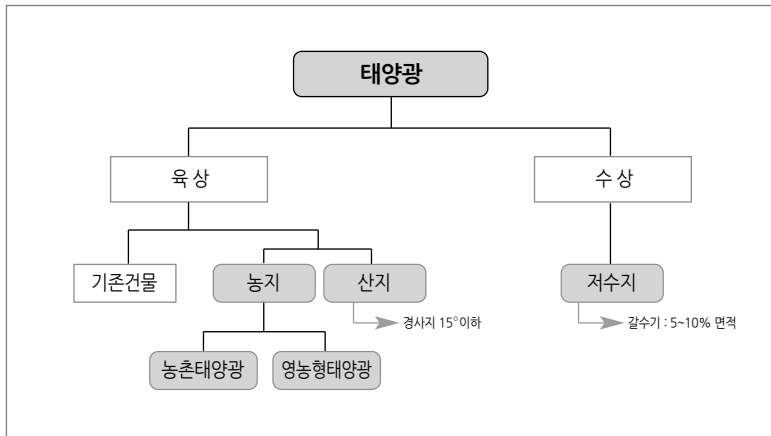 태양광
육 상
수 상
기존건물
농지
산지
저수지
경사지 15°이하
갈수기 : 5~10% 면적
농촌태양광
영농형태양광